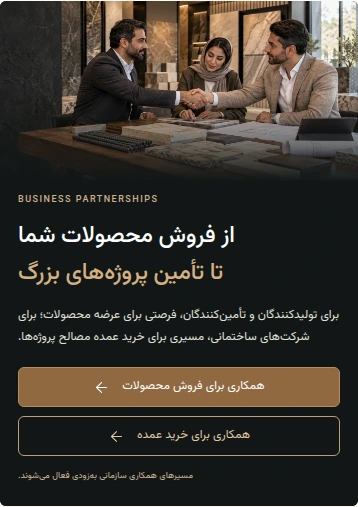 BUSINESS PARTNERSHIPS
از فروش محصولات شما
تا تأمین پروژه‌های بزرگ
برای تولیدکنندگان و تأمین‌کنندگان، فرصتی برای عرضه محصولات؛ برای
شرکت‌های ساختمانی، مسیری برای خرید عمده مصالح پروژه‌ها.
همکاری برای فروش محصولات ←
همکاری برای خرید عمده ←
مسیرهای همکاری سازمانی به‌زودی فعال می‌شوند.